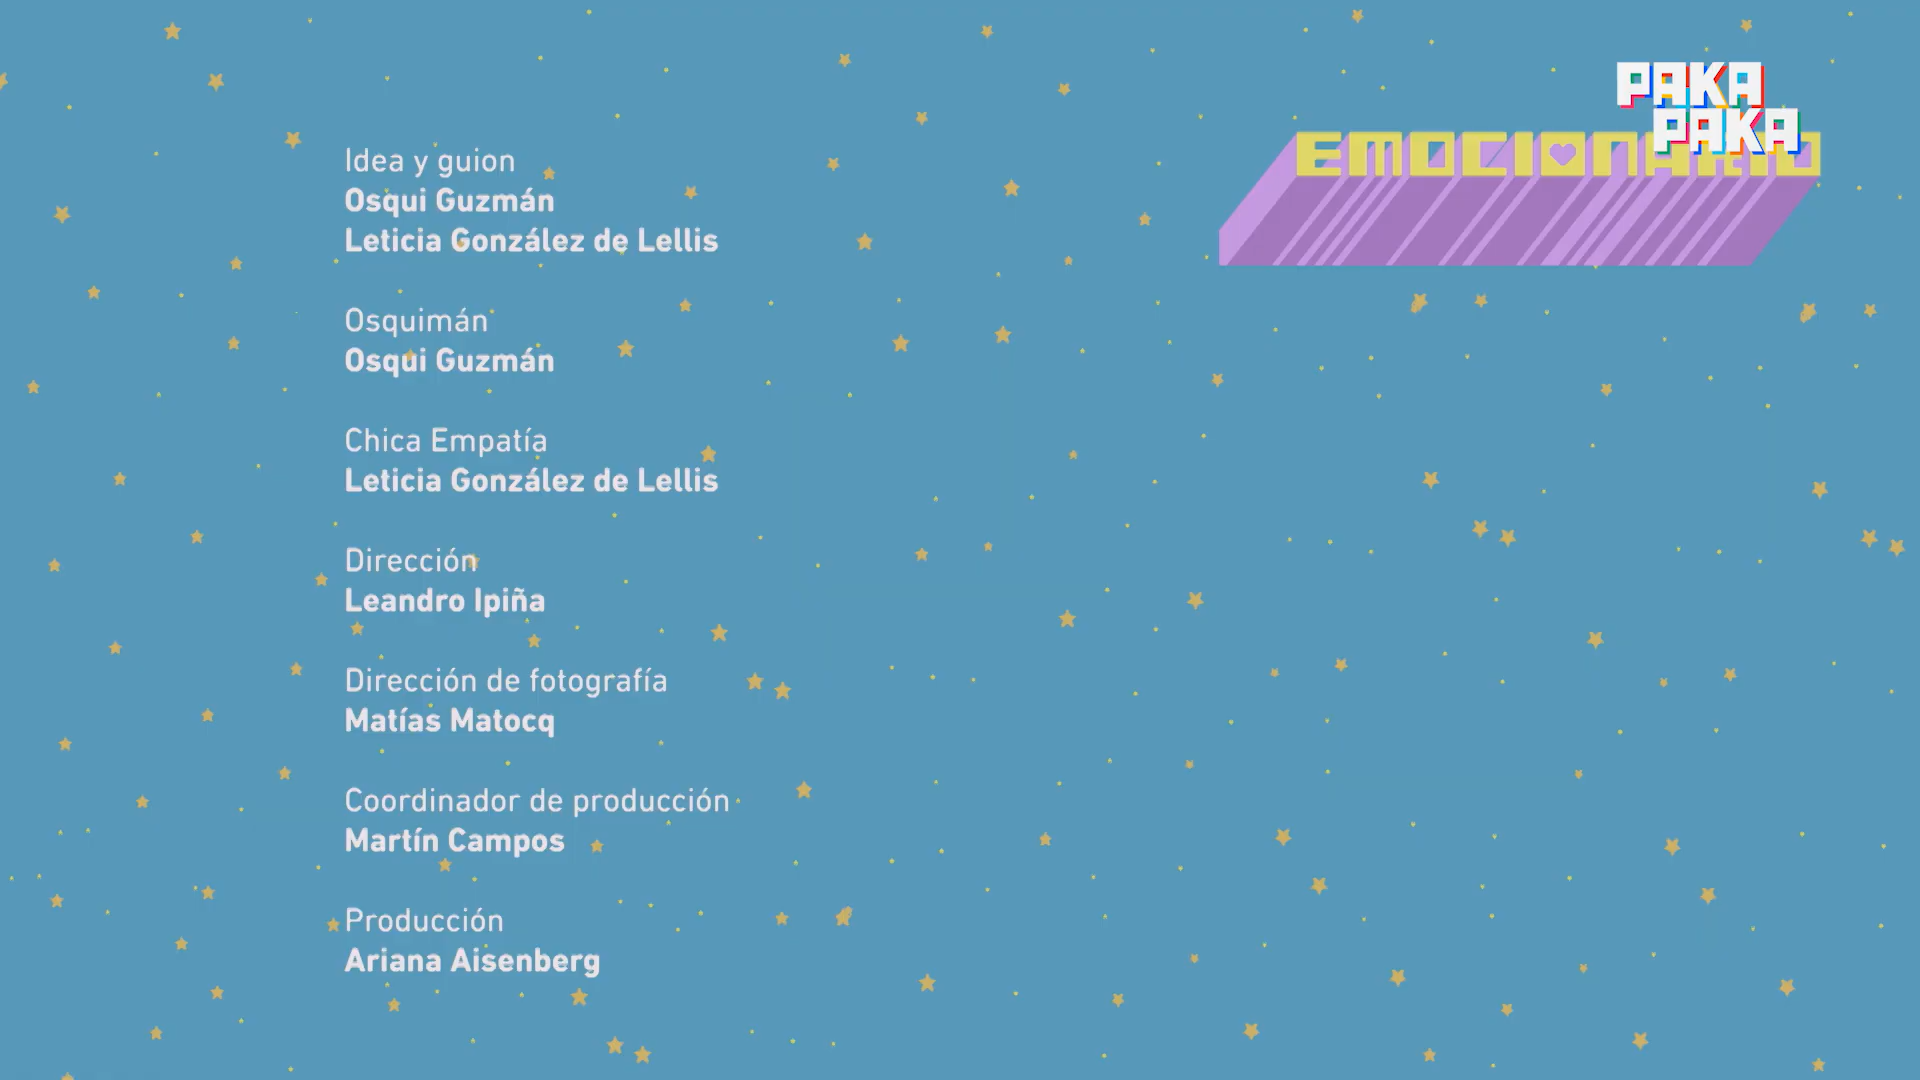 Idea y guion
Osqui Guzmán
Leticia González de Lellis
Osquimán
Osqui Guzmán
Chica Empatía
Leticia González de Lellis
Dirección
Leandro Ipiña
Dirección de fotografía
Matías Matocq
Coordinador de producción
Martín Campos
Producción
Ariana Aisenberg
PAKA
PAKA
EMOCIONARIO